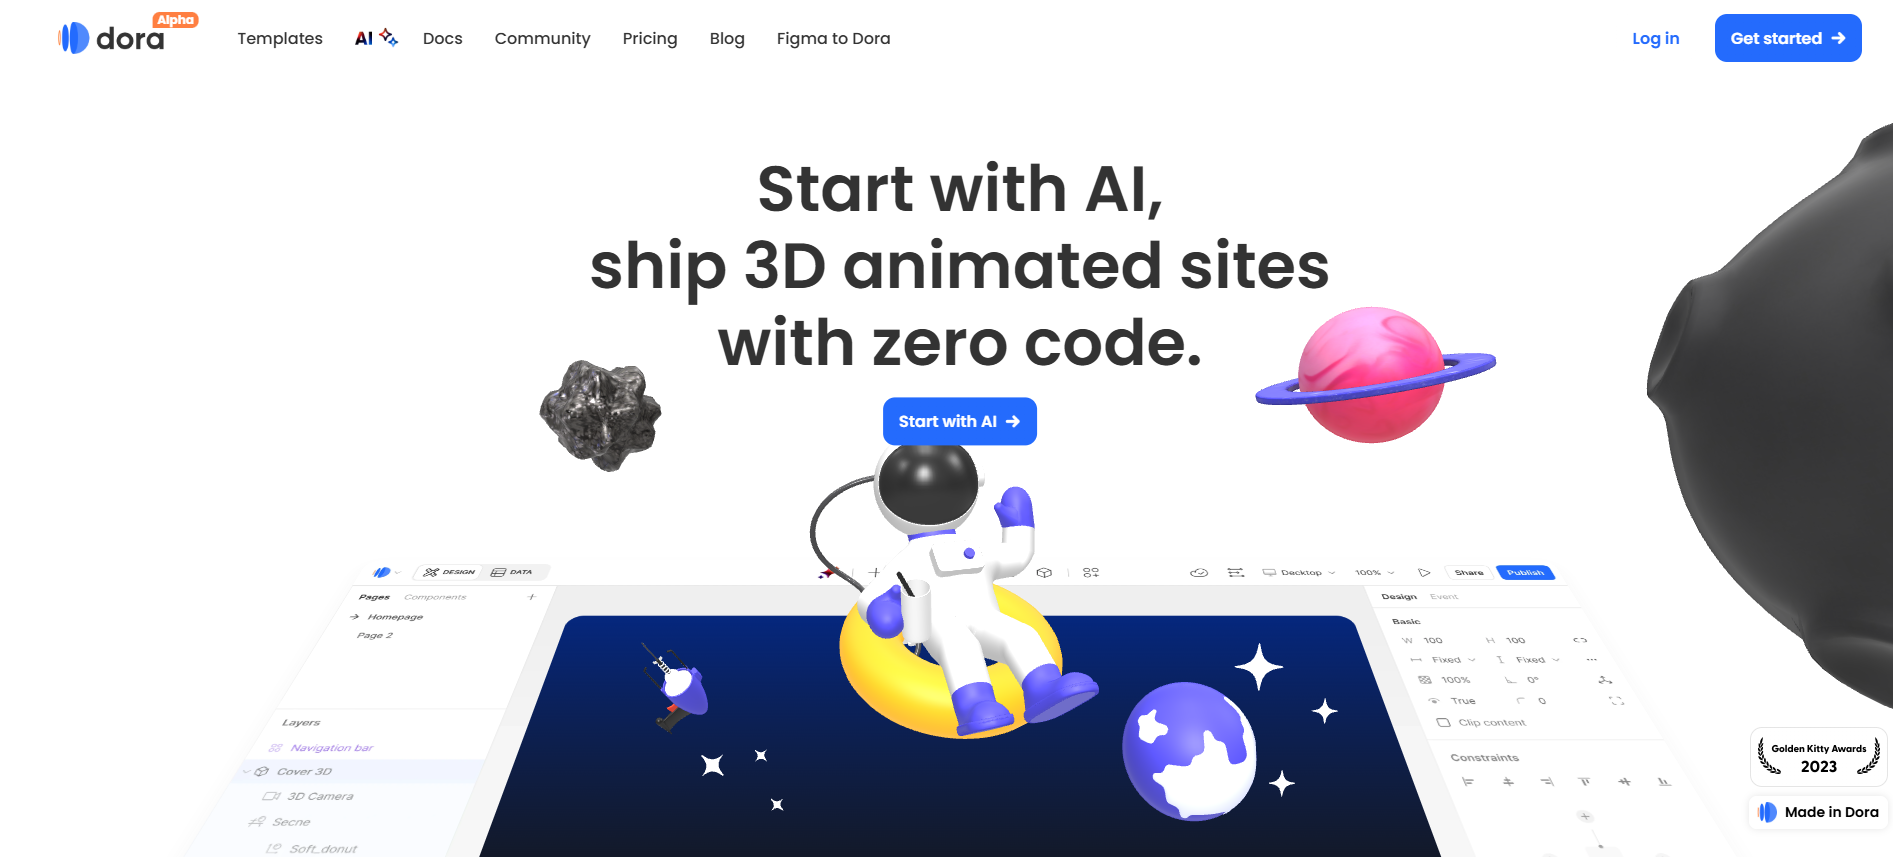 dora
Alpha
Templates
AI
Docs
Community
Pricing
Blog
Figma to Dora
Log in
Get started
Start with AI,
ship 3D animated sites
with zero code.
Start with AI
DESIGN
DATA
Desktop
100%
Share
Publish
Pages
Components
Homepage
Page 2
Layers
Navigation bar
Cover 3D
3D Camera
Secne
Soft_donut
Design
Event
Basic
W 100
H 100
Fixed
Fixed
100%
0°
True
0
Clip content
Constraints
Golden Kitty Awards
2023
Made in Dora